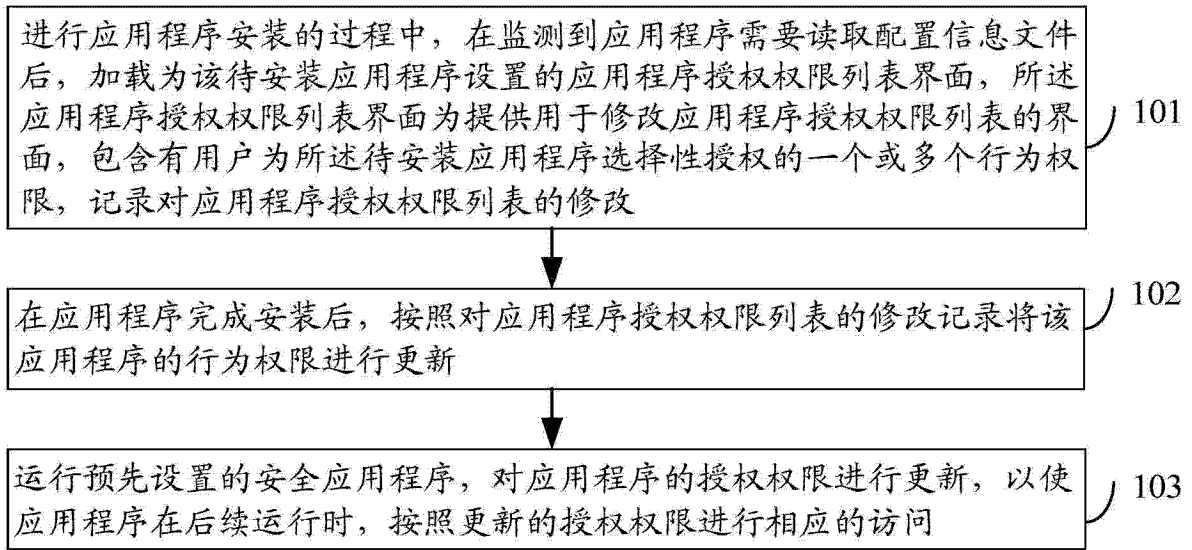 进行应用程序安装的过程中，在监测到应用程序需要读取配置信息文件
后，加载为该待安装应用程序设置的应用程序授权权限列表界面，所述
应用程序授权权限列表界面为提供用于修改应用程序授权权限列表的界
面，包含有用户为所述待安装应用程序选择性授权的一个或多个行为权
限，记录对应用程序授权权限列表的修改
101
在应用程序完成安装后，按照对应用程序授权权限列表的修改记录将该
应用程序的行为权限进行更新
102
运行预先设置的安全应用程序，对应用程序的授权权限进行更新，以使
应用程序在后续运行时，按照更新的授权权限进行相应的访问
103